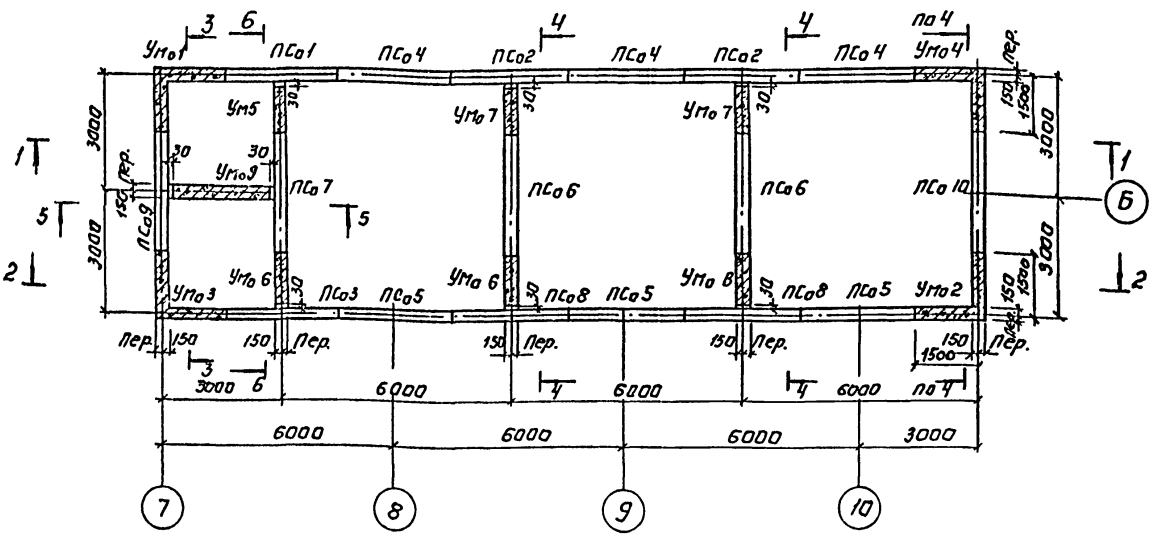 3 6 4 4 по 4
Умо1 ПСо1 ПСо4 ПСо2 ПСо4 ПСо2 ПСо4 Умо4 Пер.
30 30 30 150 1500
3000 Ум5 Умо7 Умо7 3000
1 1
30 30
Пер. Умо9
150 ПСо9 ПСо7 ПСо6 ПСо6 ПСо10 Б
5 5
3000 3000
2 2
Умо3 Умо6 Умо6 Умо8 Умо2
30 30 30 150 1500
ПСо3 ПСо5 ПСо8 ПСо5 ПСо8 ПСо5 Пер.
Пер. 150 150 Пер. 150 Пер. 150 Пер. 150 Пер.
3 6 4 4 1500 по 4
3000 6000 6000 6000
6000 6000 6000 3000
7 8 9 10